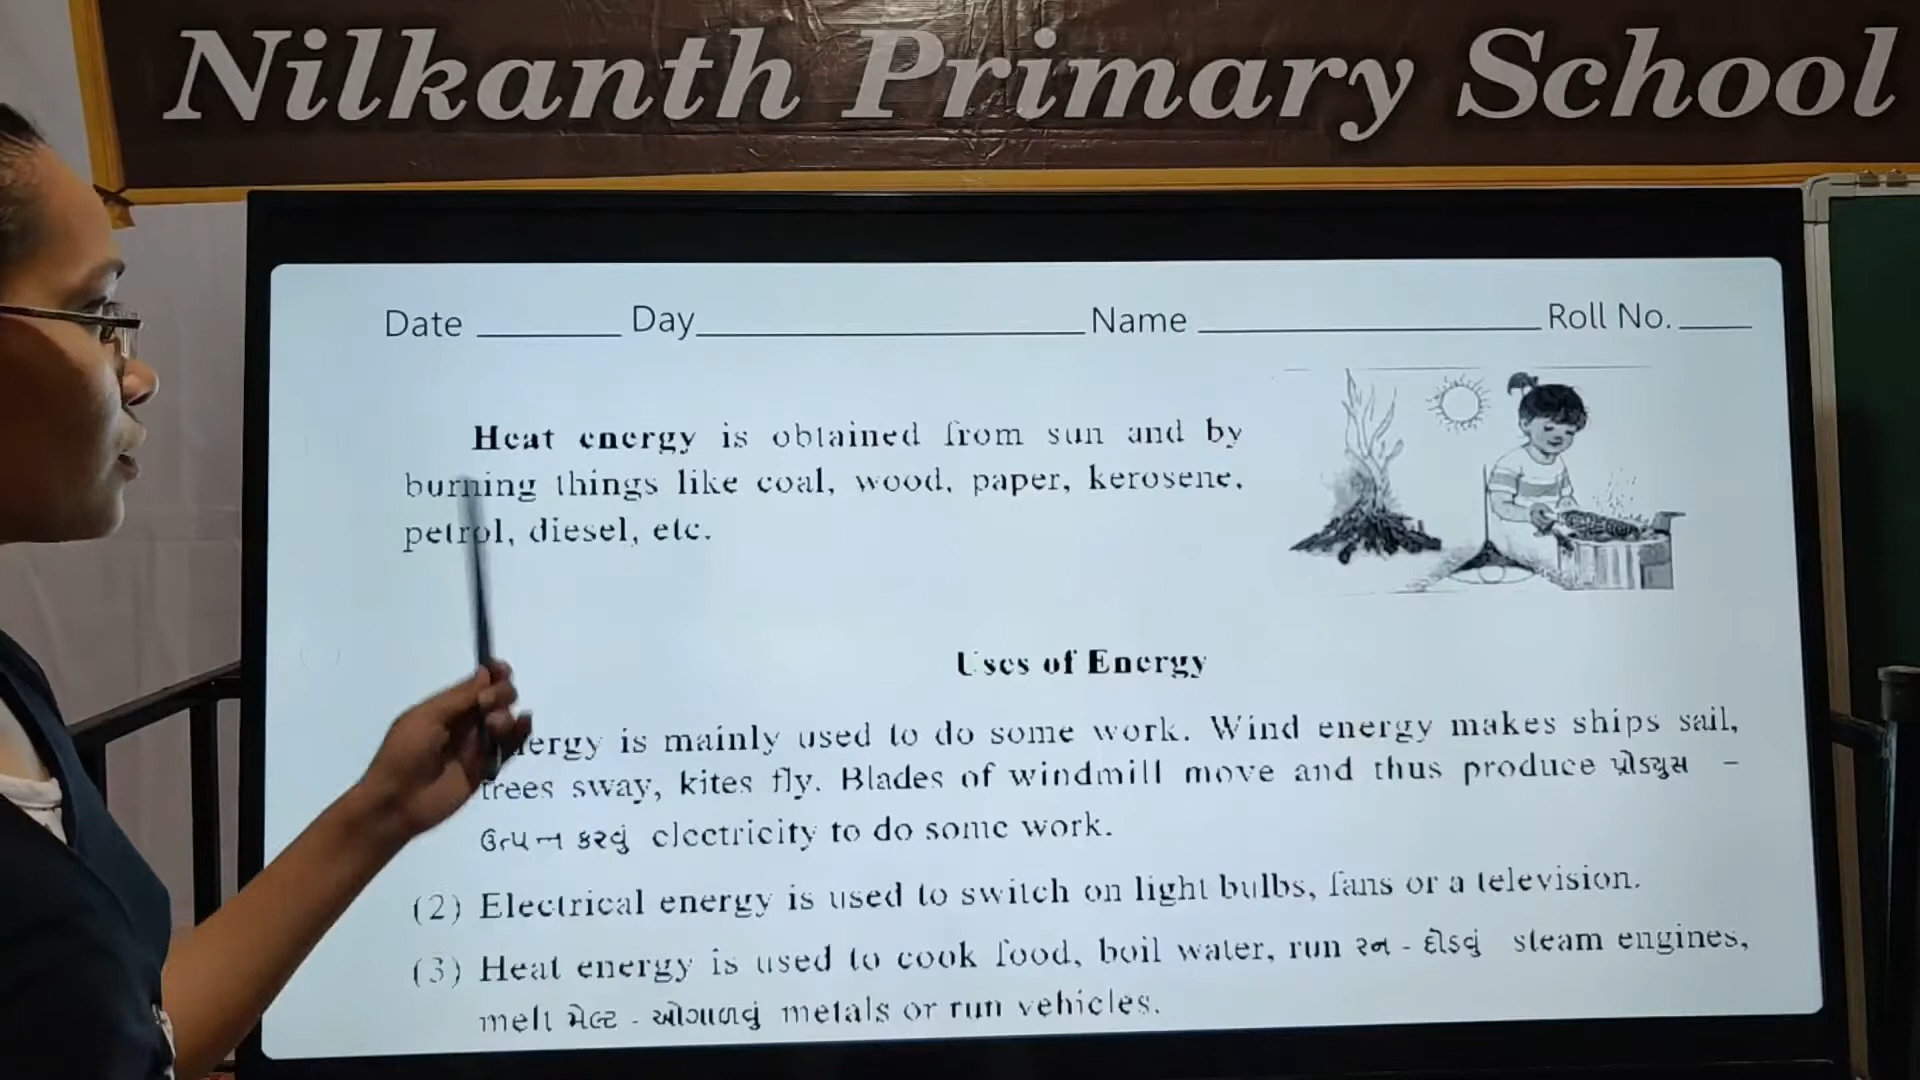 Nilkanth Primary School
Date Day Name Roll No.
Heat energy is obtained from sun and by
burning things like coal, wood, paper, kerosene,
petrol, diesel, etc.
Uses of Energy
is mainly used to do some work. Wind energy makes ships sail,
trees sway, kites fly. Blades of windmill move and thus produce પ્રોડ્યુસ –
ઉત્પન્ન કરવું electricity to do some work.
(2) Electrical energy is used to switch on light bulbs, fans or a television.
(3) Heat energy is used to cook food, boil water, run રન - દોડવું steam engines,
melt મેલ્ટ - ઓગાળવું metals or run vehicles.